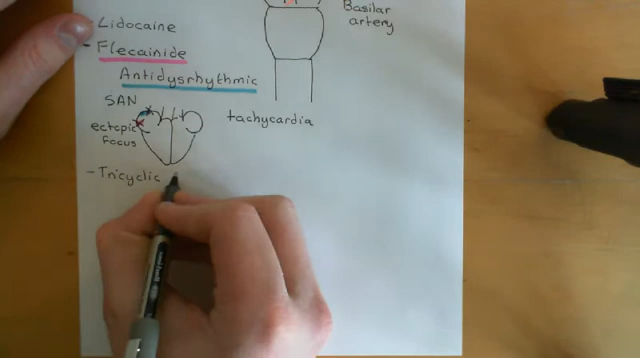 - Lidocaine
- Flecainide
Antidysrhythmic
SAN
ectopic
focus
- Tricyclic
Basilar
artery
tachycardia